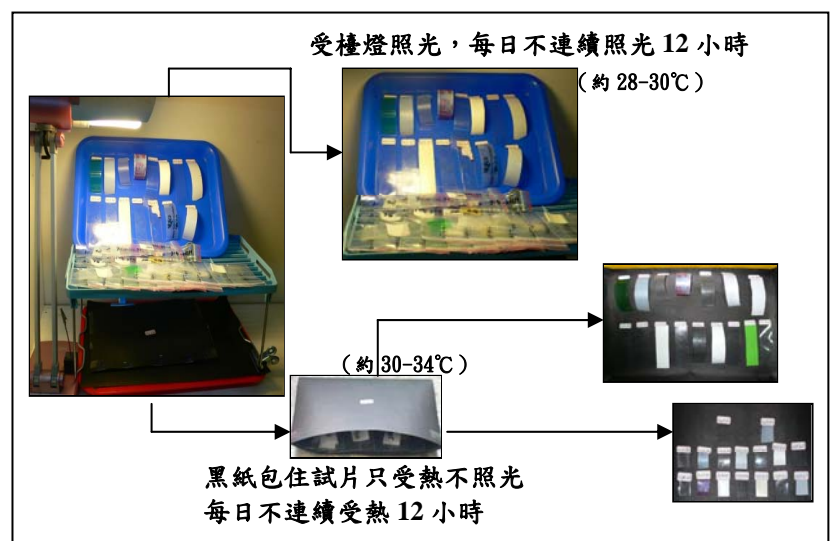 受檯燈照光，每日不連續照光 12 小時
（約 28-30℃）
（約 30-34℃）
黑紙包住試片只受熱不照光
每日不連續受熱 12 小時